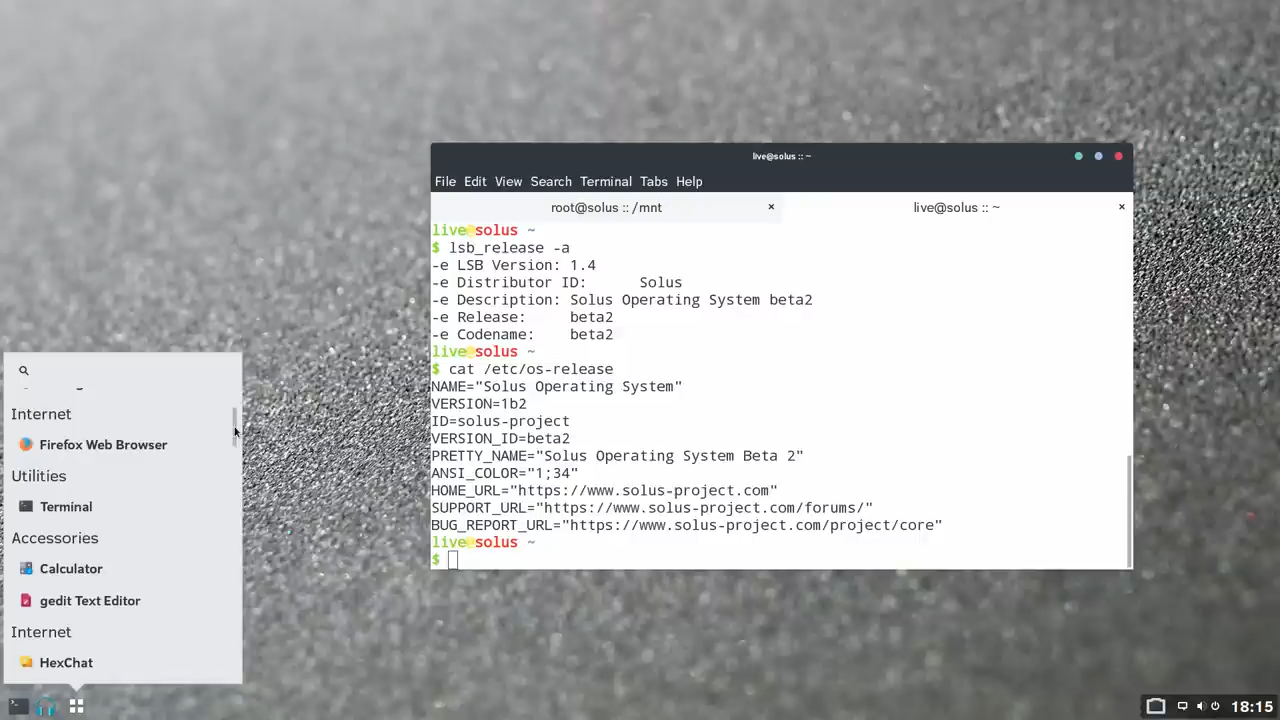 live@solus :: ~
File Edit View Search Terminal Tabs Help
root@solus :: /mnt × live@solus :: ~ ×
live@solus ~
$ lsb_release -a
-e LSB Version: 1.4
-e Distributor ID: Solus
-e Description: Solus Operating System beta2
-e Release: beta2
-e Codename: beta2
live@solus ~
$ cat /etc/os-release
NAME="Solus Operating System"
VERSION=1b2
ID=solus-project
VERSION_ID=beta2
PRETTY_NAME="Solus Operating System Beta 2"
ANSI_COLOR="1;34"
HOME_URL="https://www.solus-project.com"
SUPPORT_URL="https://www.solus-project.com/forums/"
BUG_REPORT_URL="https://www.solus-project.com/project/core"
live@solus ~
$
Internet
Firefox Web Browser
Utilities
Terminal
Accessories
Calculator
gedit Text Editor
Internet
HexChat
18:15